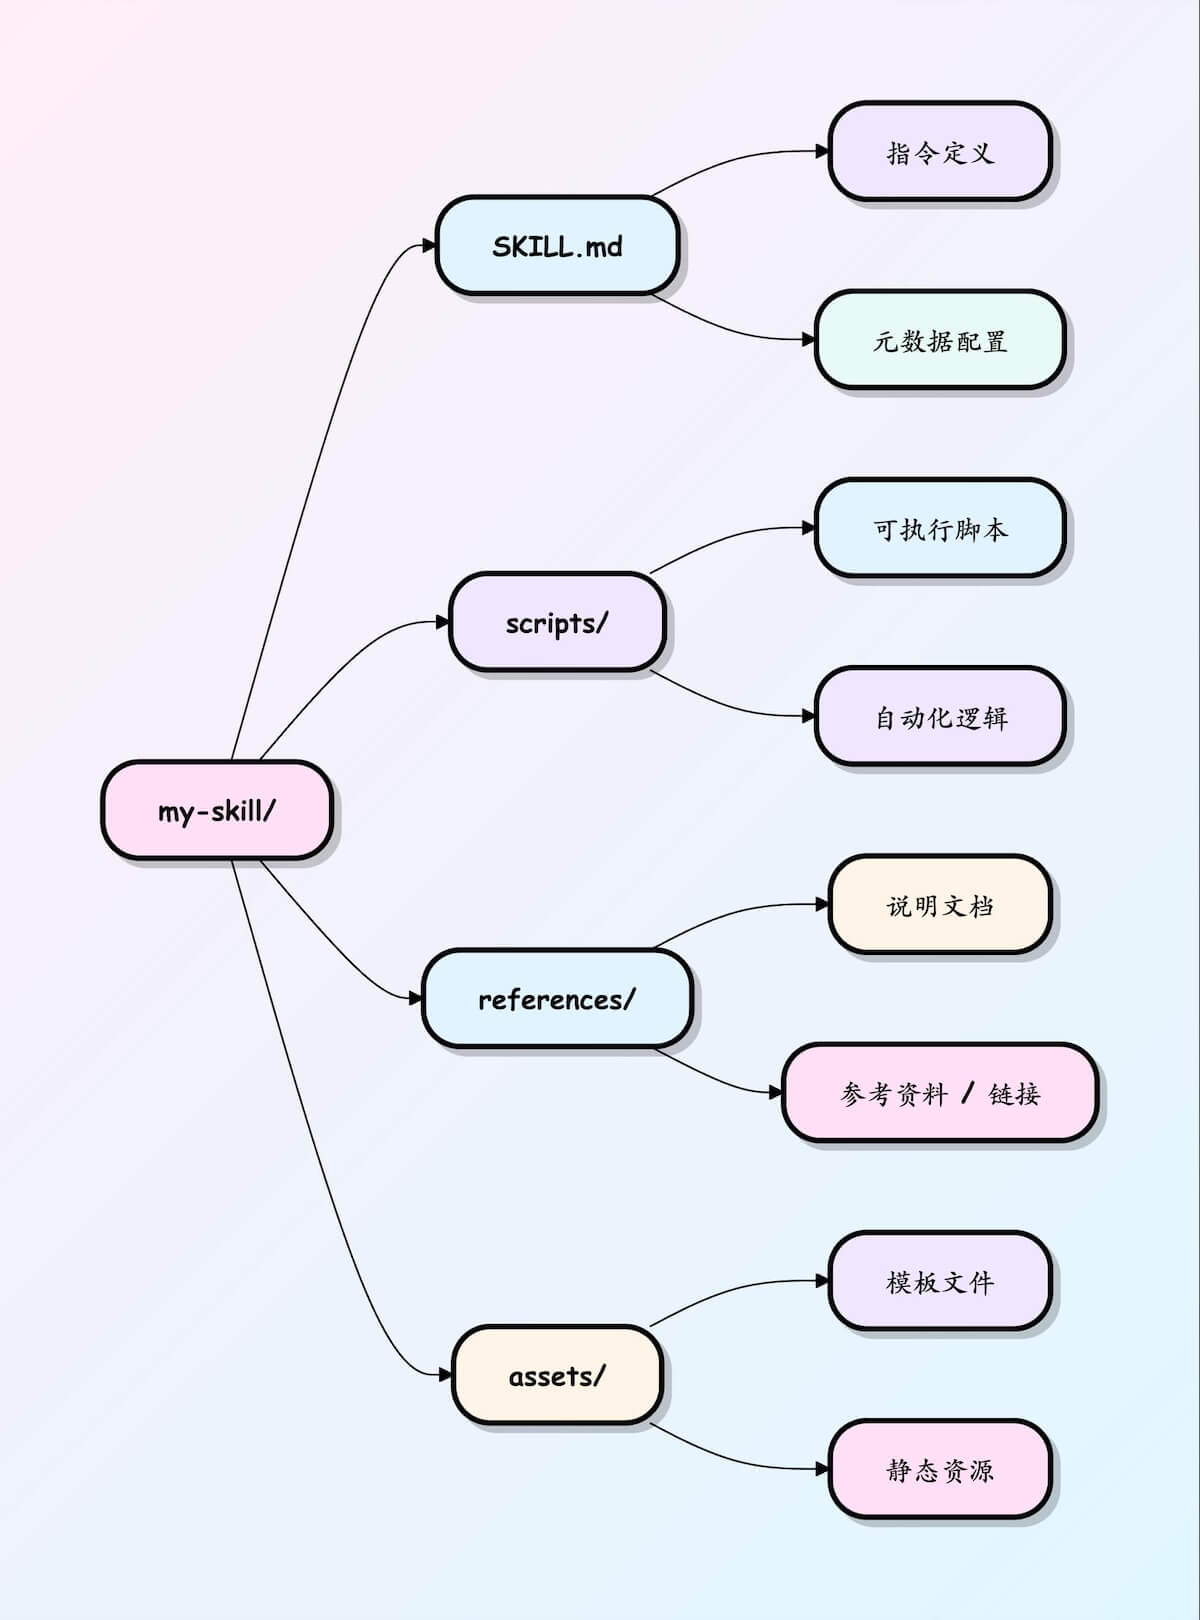 指令定义
SKILL.md
元数据配置
可执行脚本
scripts/
自动化逻辑
my-skill/
说明文档
references/
参考资料 / 链接
模板文件
assets/
静态资源